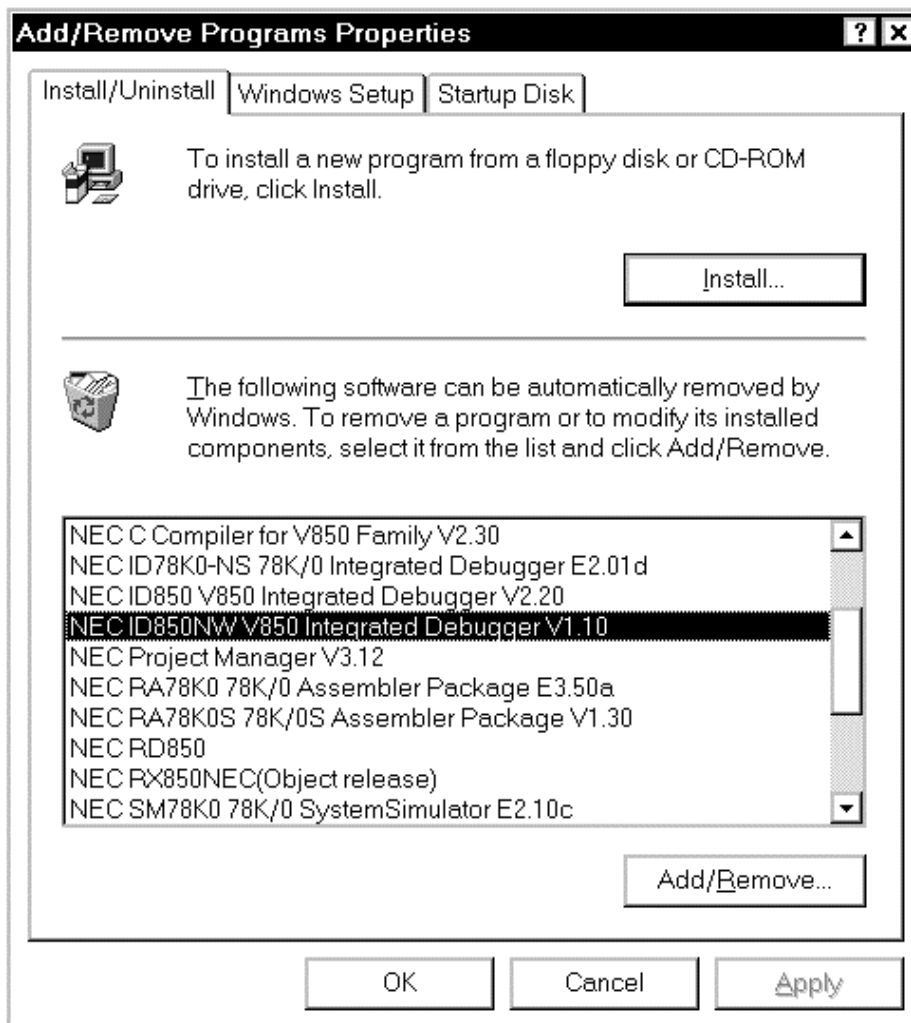 Add/Remove Programs Properties
Install/Uninstall Windows Setup Startup Disk
To install a new program from a floppy disk or CD-ROM
drive, click Install.
Install...
The following software can be automatically removed by
Windows. To remove a program or to modify its installed
components, select it from the list and click Add/Remove.
NEC C Compiler for V850 Family V2.30
NEC ID78K0-NS 78K/0 Integrated Debugger E2.01d
NEC ID850 V850 Integrated Debugger V2.20
NEC ID850NW V850 Integrated Debugger V1.10
NEC Project Manager V3.12
NEC RA78K0 78K/0 Assembler Package E3.50a
NEC RA78K0S 78K/0S Assembler Package V1.30
NEC RD850
NEC RX850NEC(Object release)
NEC SM78K0 78K/0 SystemSimulator E2.10c
Add/Remove...
OK Cancel Apply